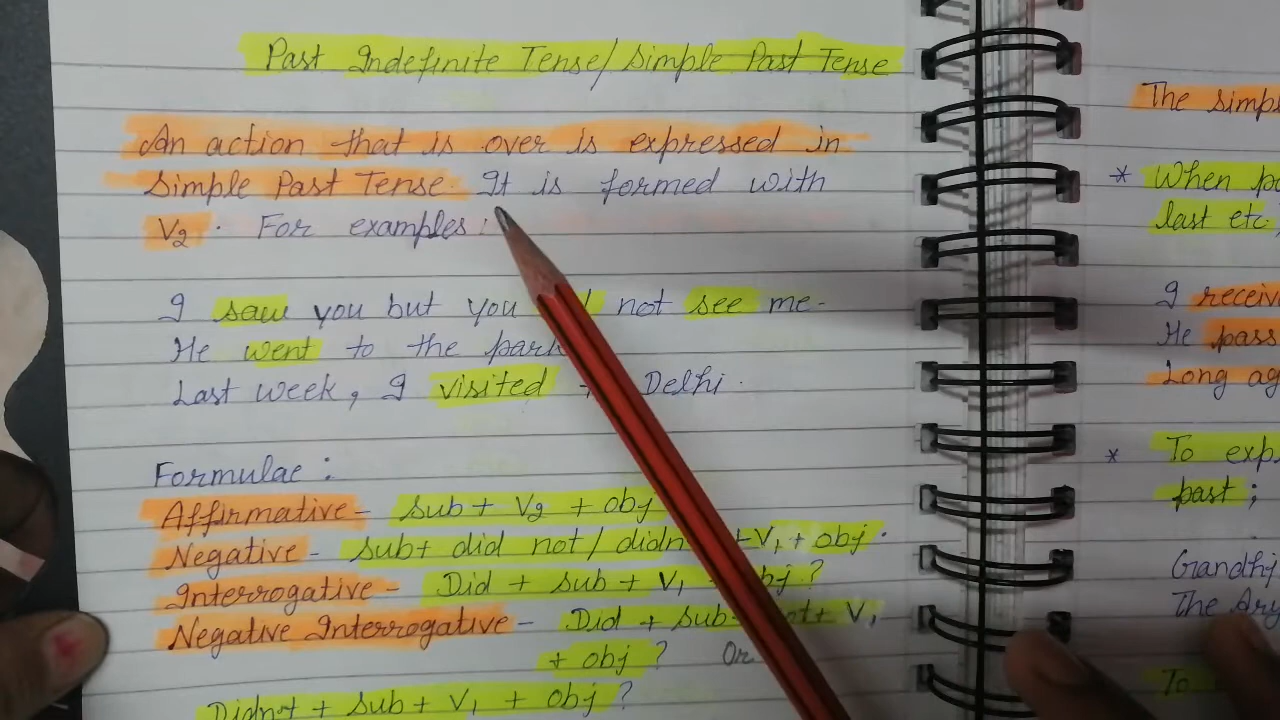 Past Indefinite Tense/Simple Past Tense
An action that is over is expressed in
Simple Past Tense. It is formed with
V2. For examples:
I saw you but you not see me.
He went to the park
Last week, I visited Delhi.
Formulae:
Affirmative - Sub + V2 + obj
Negative - Sub + did not/didn +V1 + obj.
Interrogative - Did + sub + V1 obj?
Negative Interrogative - Did + Sub + V1
+ obj? Or
Didn't + Sub + V1 + obj?
The simp
* When
last etc.
I receiv
He pass
Long ag
* To exp
past;
Gandhi
The
To